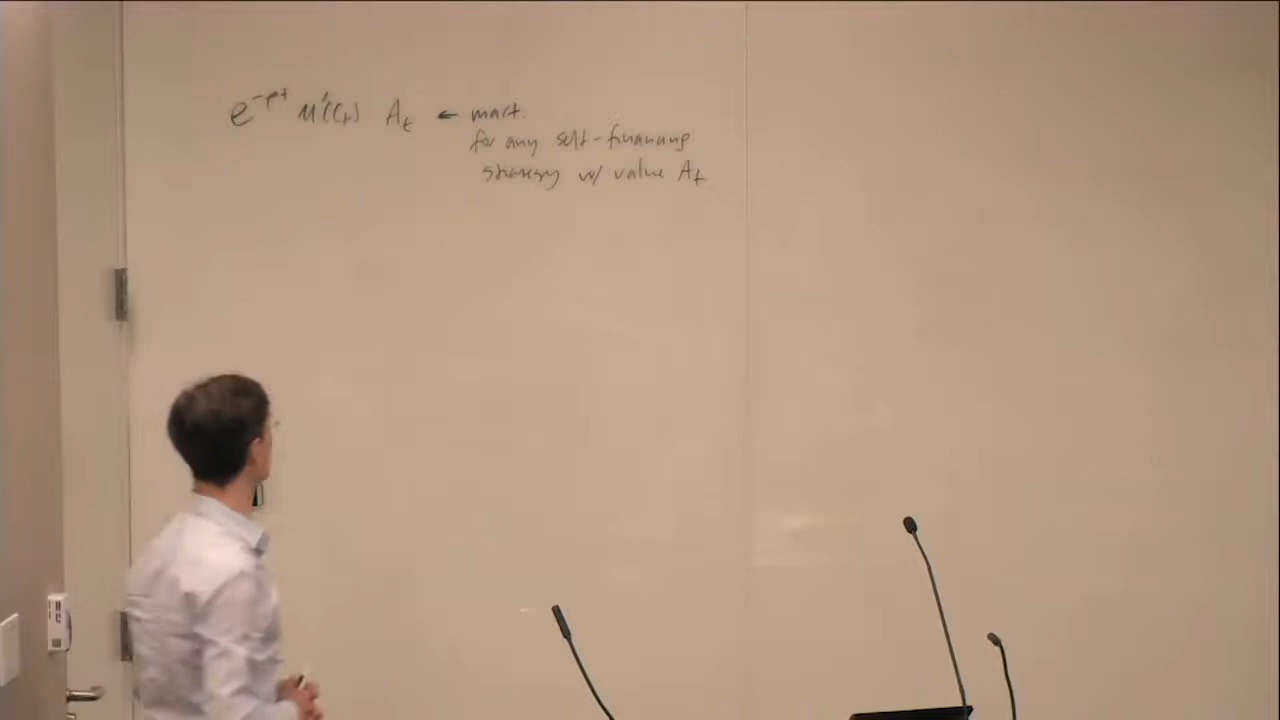 e^{-ρt} u'(C_t) A_t ← mart.
for any self-financing
strategy w/ value A_t